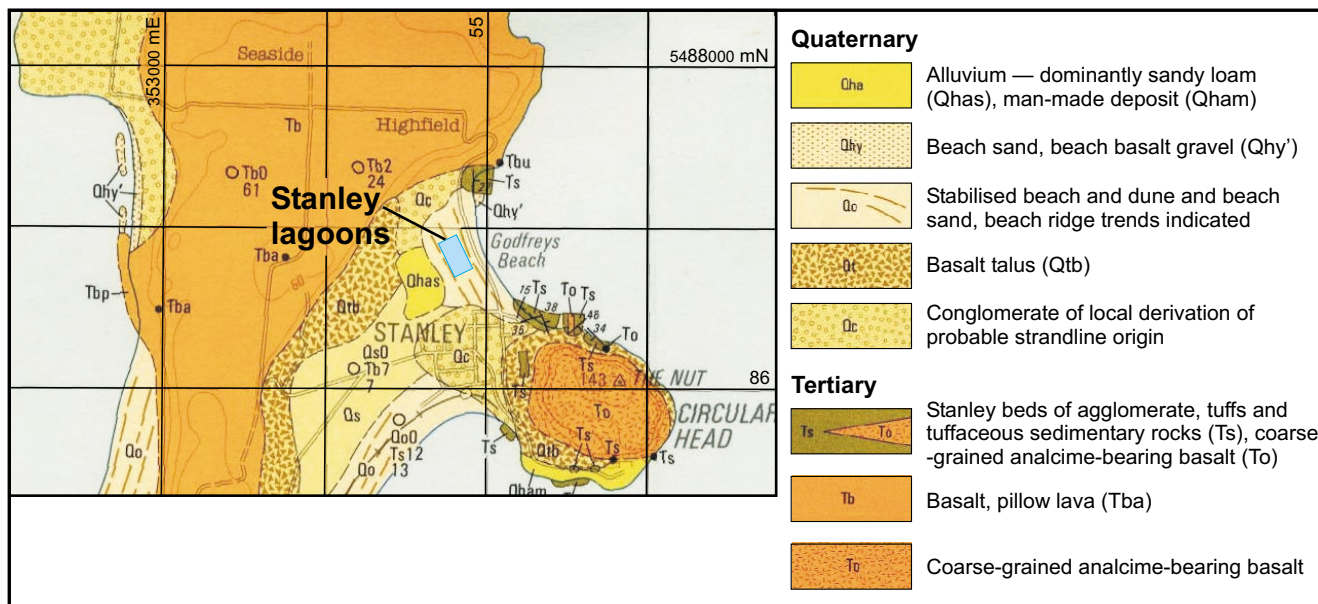 353000 mE
55
5488000 mN
Seaside
Tb
Highfield
Tb0
61
Tb2
24
Tbu
Ts
Qhy'
Qc
Qhy'
Stanley
lagoons
Godfreys
Beach
Tba
60
Qhas
Tbp
Tba
Qtb
15
Ts
To
Ts
38
46
35
34
To
STANLEY
Qs0
Tb7
7
Qc
Ts
Ts
143
THE NUT
86
To
CIRCULAR
HEAD
Qs
Qo0
Ts12
13
Qo
Qo
Ts
Qtb
Ts
Ts
Ts
Qham
Ts
Quaternary
Qha
Alluvium — dominantly sandy loam
(Qhas), man-made deposit (Qham)
Qhy
Beach sand, beach basalt gravel (Qhy')
Qo
Stabilised beach and dune and beach
sand, beach ridge trends indicated
Qt
Basalt talus (Qtb)
Qc
Conglomerate of local derivation of
probable strandline origin
Tertiary
Ts
To
Stanley beds of agglomerate, tuffs and
tuffaceous sedimentary rocks (Ts), coarse
-grained analcime-bearing basalt (To)
Tb
Basalt, pillow lava (Tba)
To
Coarse-grained analcime-bearing basalt